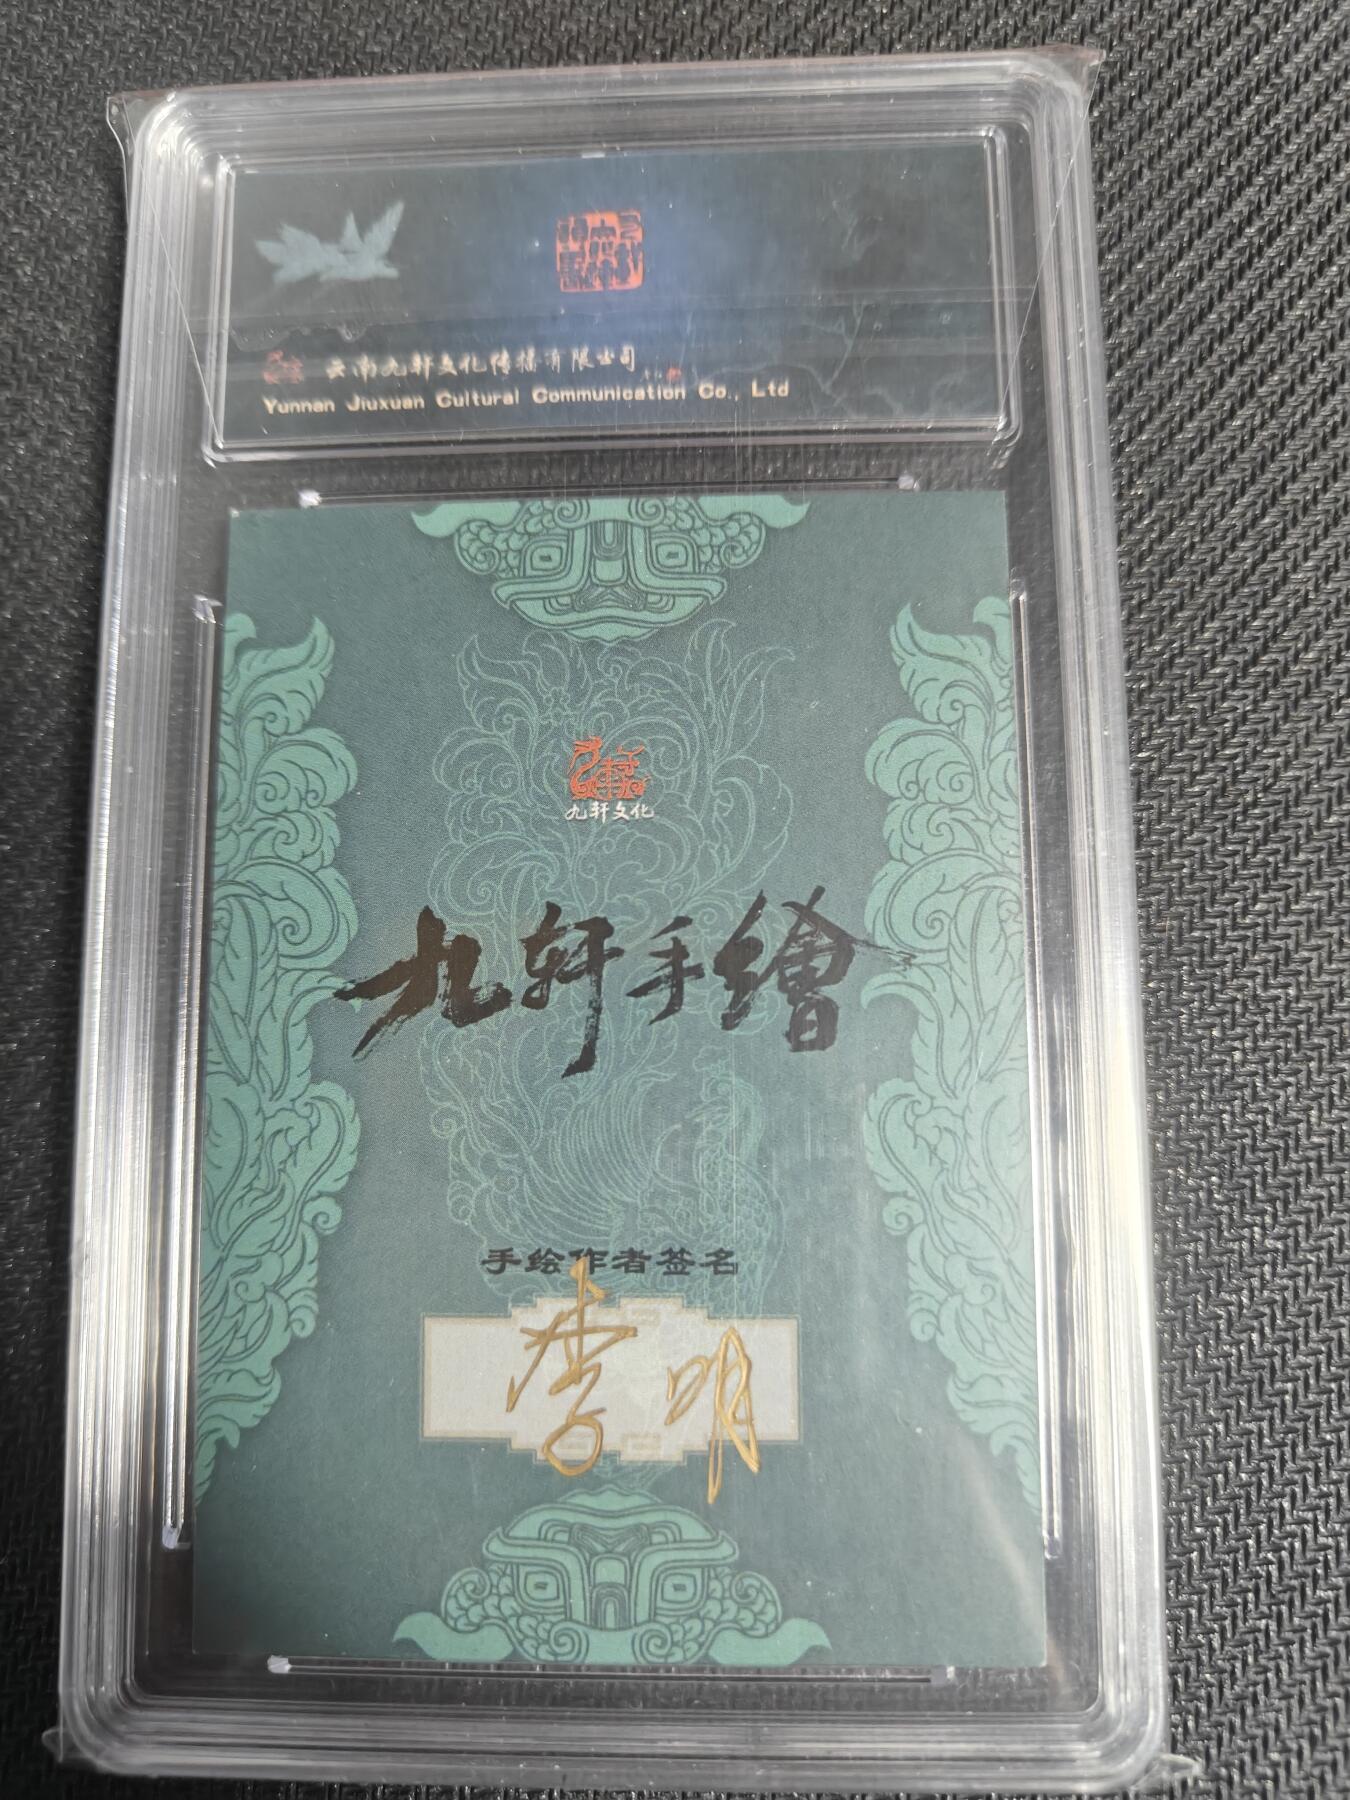 云南九轩文化传播有限公司
Yunnan Jiuxuan Cultural Communication Co., Ltd
九轩文化
九轩手繪
手绘作者签名
李明